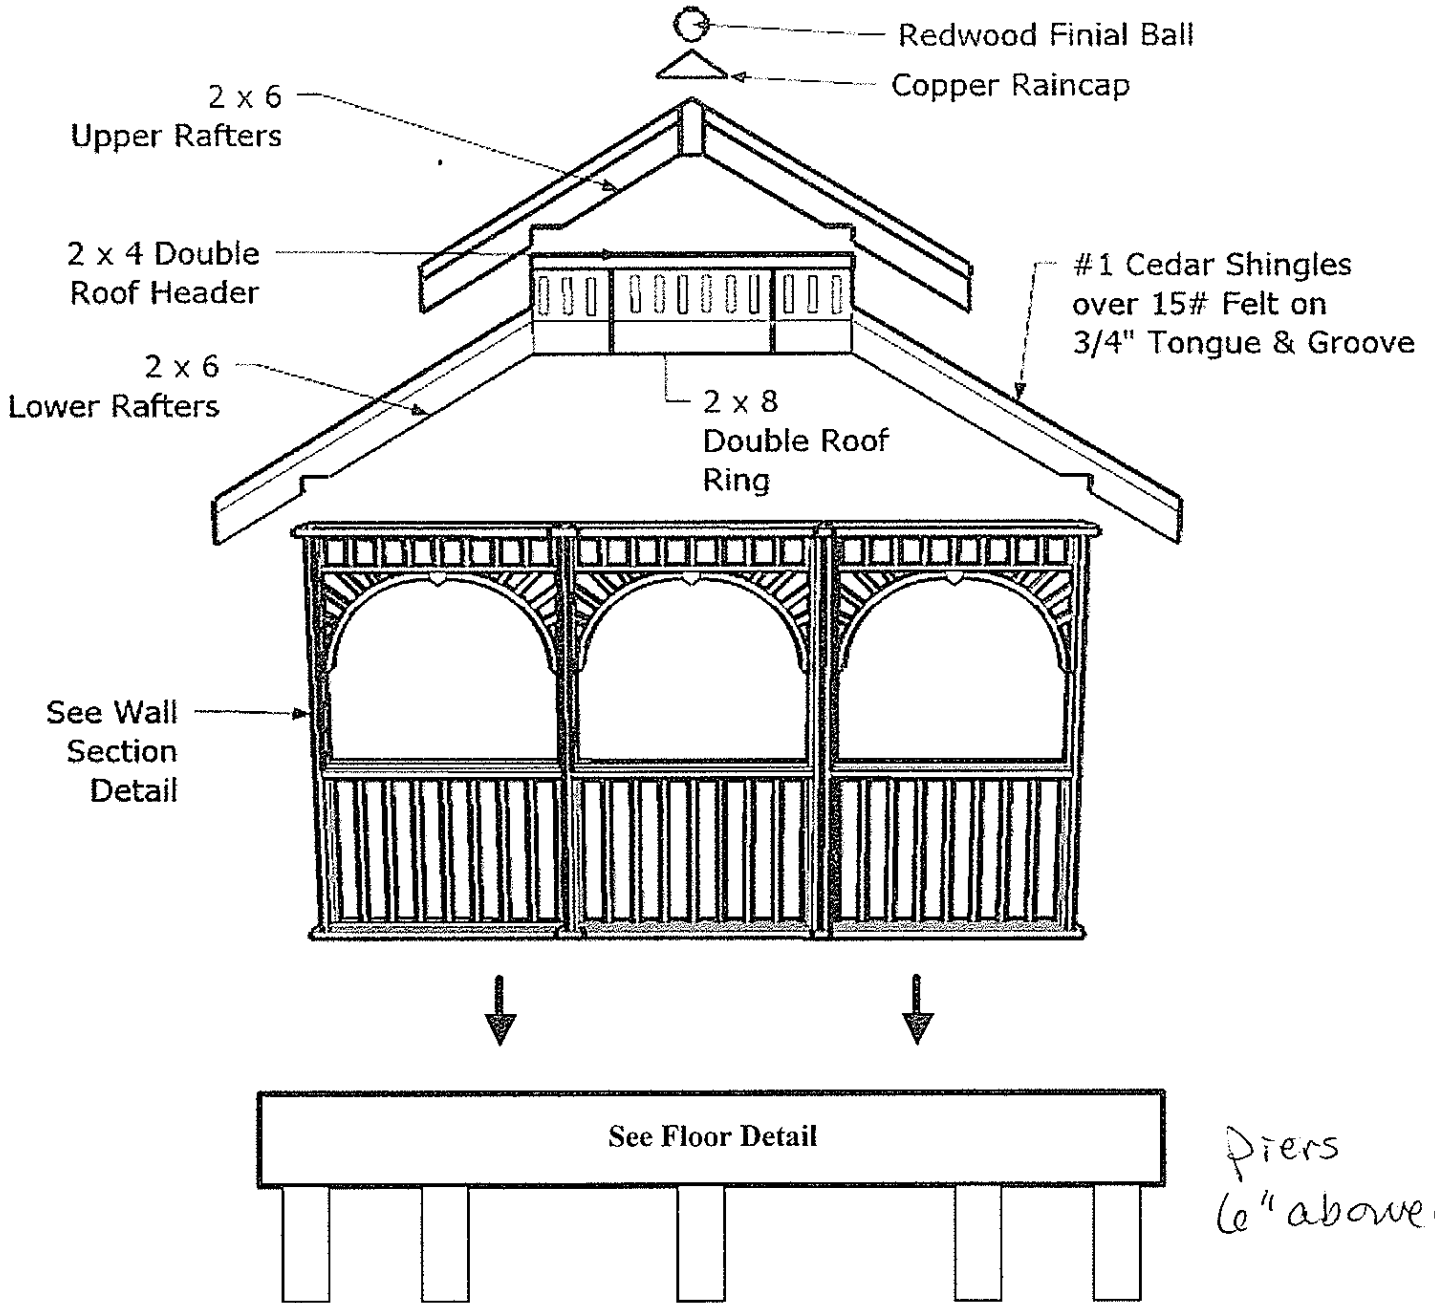 Redwood Finial Ball
Copper Raincap
2 x 6
Upper Rafters
2 x 4 Double
Roof Header
#1 Cedar Shingles
over 15# Felt on
3/4" Tongue & Groove
2 x 6
Lower Rafters
2 x 8
Double Roof
Ring
See Wall
Section
Detail
See Floor Detail
Piers
6" above